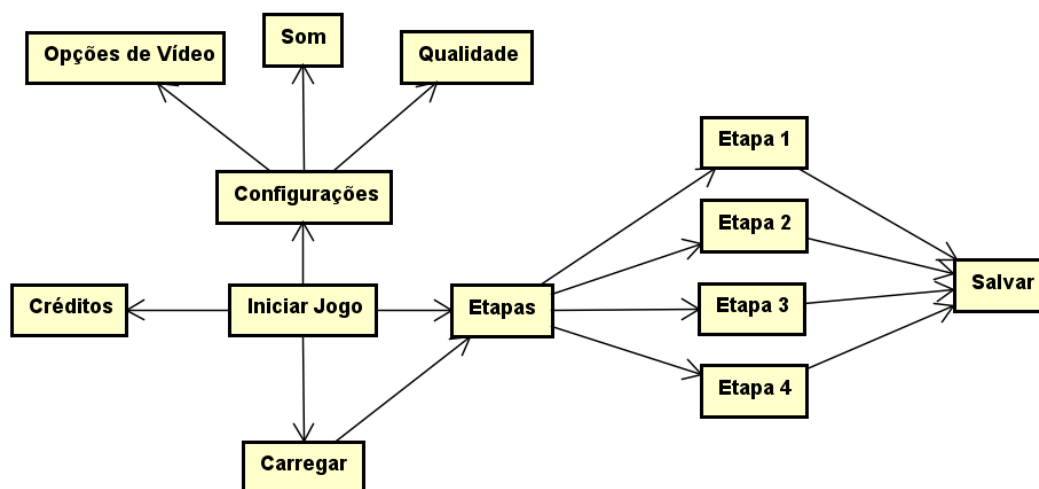 Som
Opções de Vídeo
Qualidade
Configurações
Créditos
Iniciar Jogo
Carregar
Etapas
Etapa 1
Etapa 2
Etapa 3
Etapa 4
Salvar